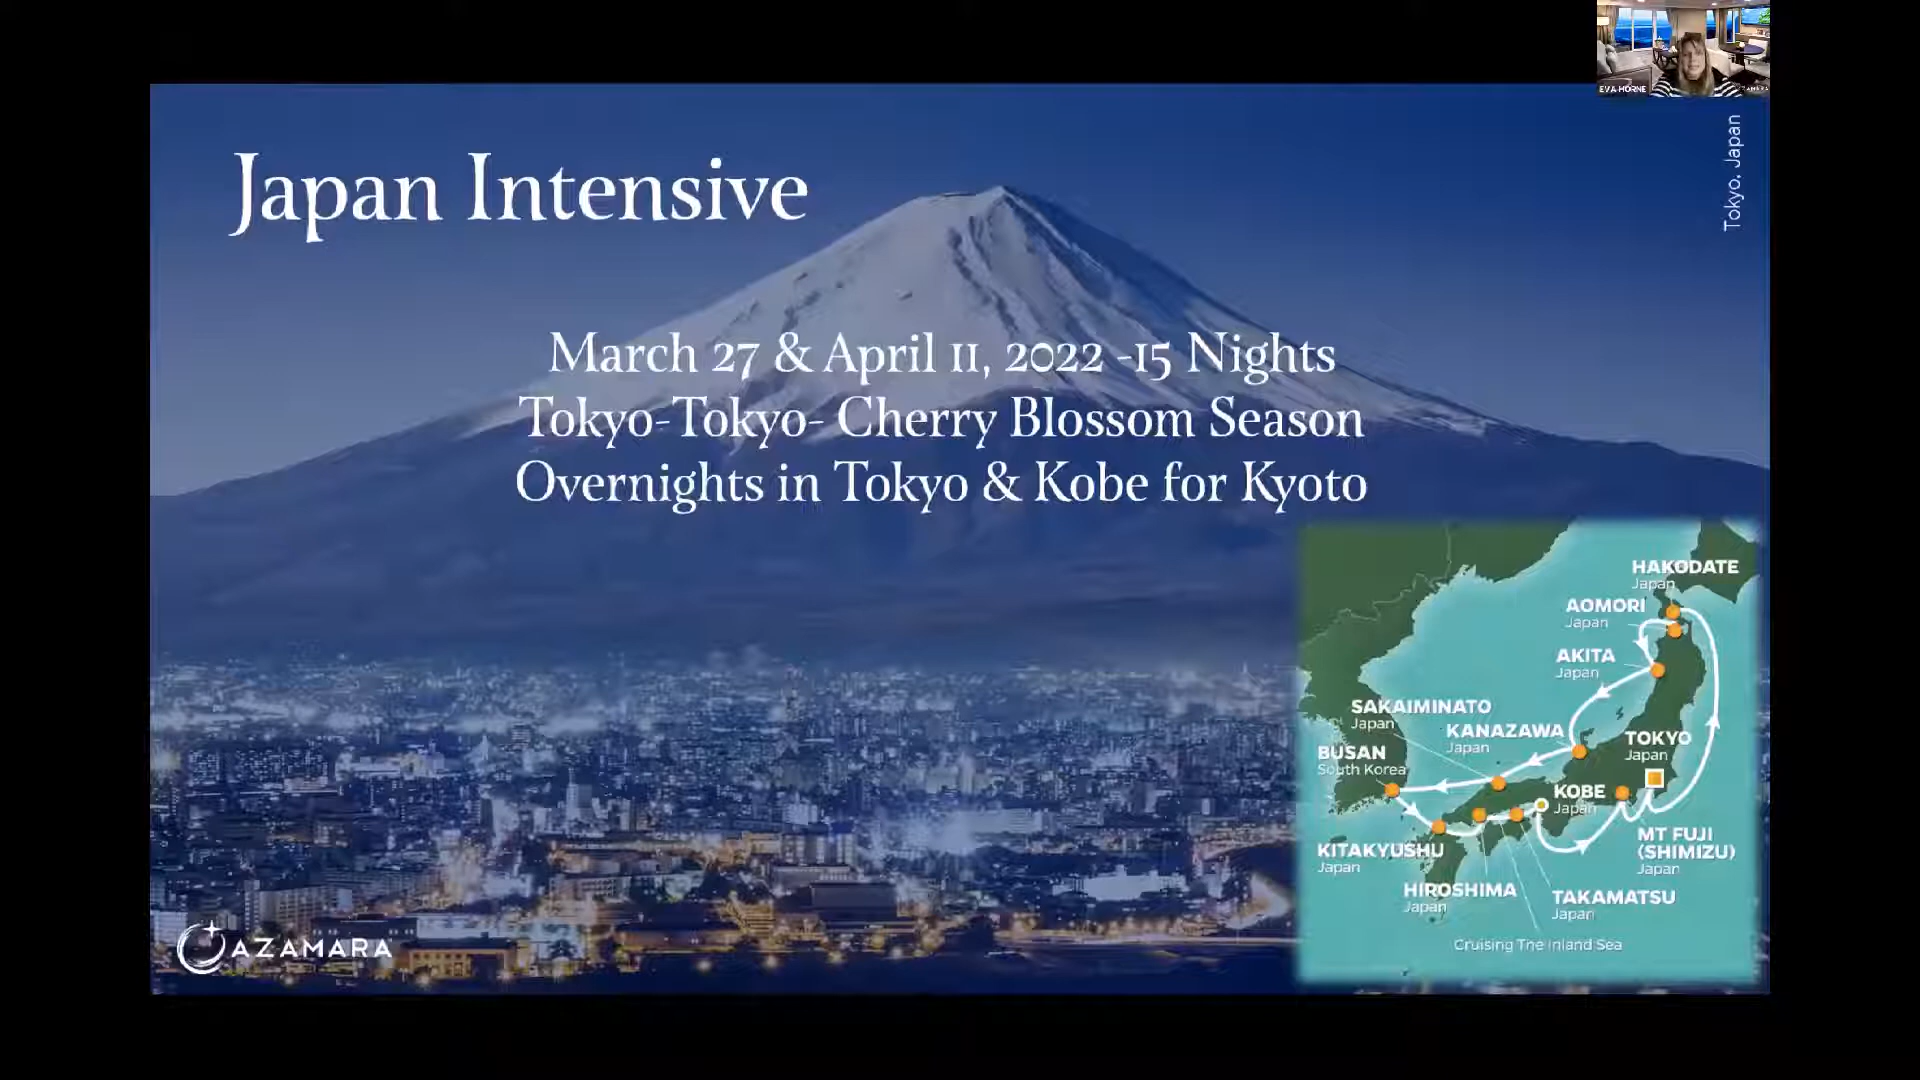 EVA HORNE
Tokyo, Japan
Japan Intensive
March 27 & April 11, 2022 -15 Nights
Tokyo-Tokyo- Cherry Blossom Season
Overnights in Tokyo & Kobe for Kyoto
HAKODATE
Japan
AOMORI
Japan
AKITA
Japan
SAKAIMINATO
Japan
KANAZAWA
Japan
TOKYO
Japan
BUSAN
South Korea
KOBE
Japan
MT FUJI
(SHIMIZU)
Japan
KITAKYUSHU
Japan
HIROSHIMA
Japan
TAKAMATSU
Japan
Cruising The Inland Sea
AZAMARA